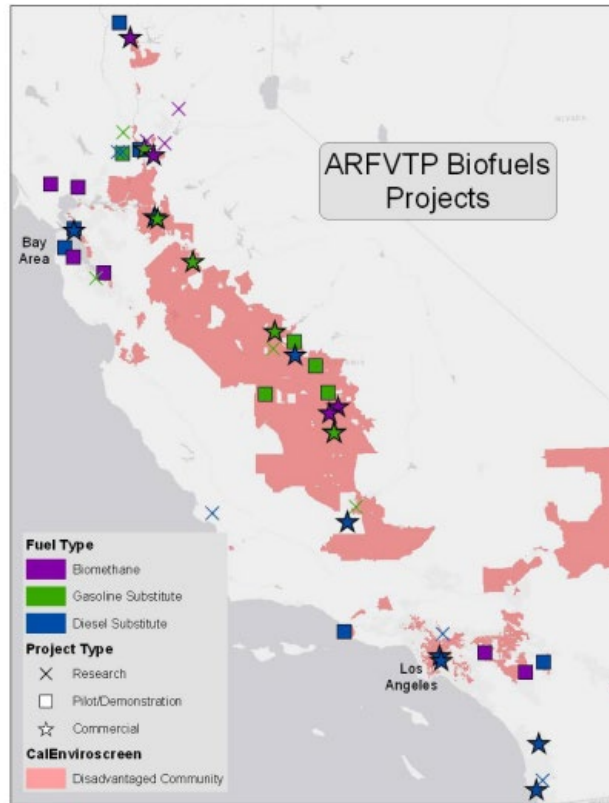 ARFVTP Biofuels
Projects
NEVADA
Bay
Area
Los
Angeles
Fuel Type
Biomethane
Gasoline Substitute
Diesel Substitute
Project Type
Research
Pilot/Demonstration
Commercial
CalEnviroscreen
Disadvantaged Community